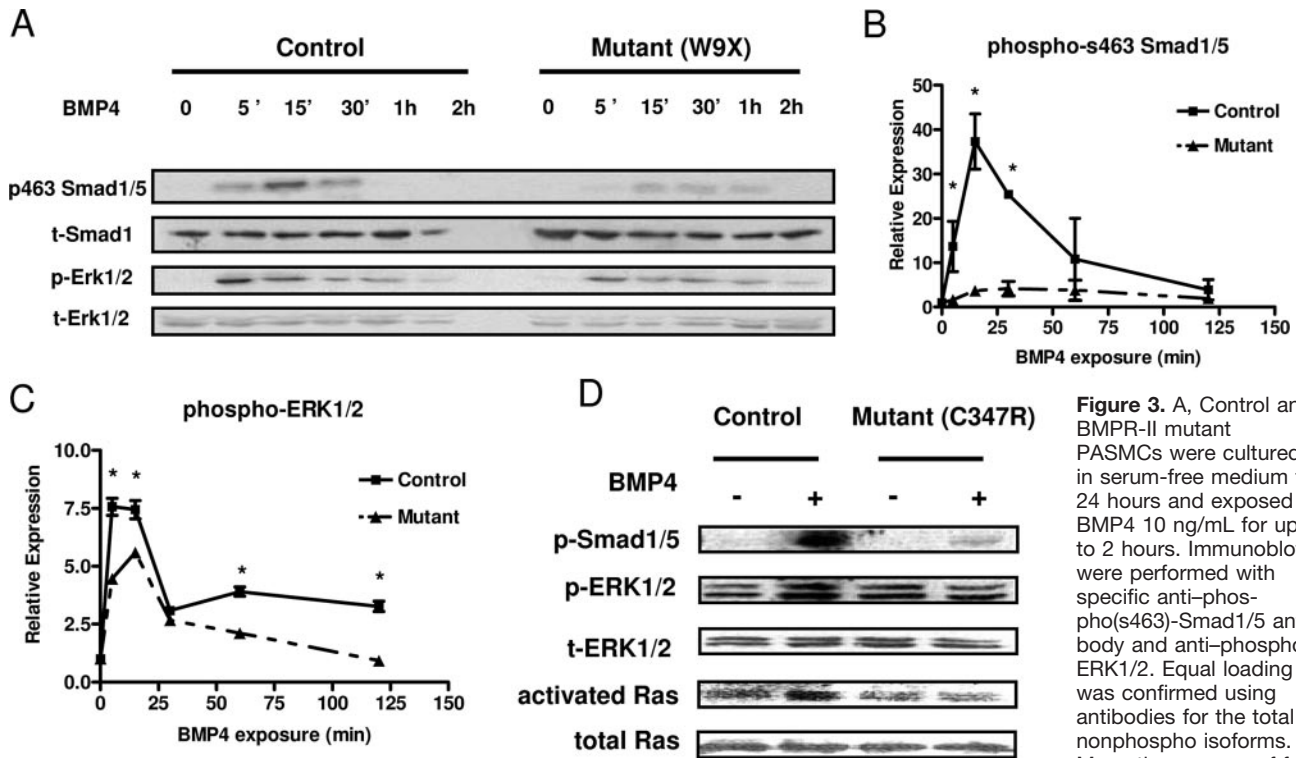 A
Control Mutant (W9X)
BMP4 0 5' 15' 30' 1h 2h 0 5' 15' 30' 1h 2h
p463 Smad1/5
t-Smad1
p-Erk1/2
t-Erk1/2
B
phospho-s463 Smad1/5
Relative Expression
50
40
30
20
10
0
* * *
Control
Mutant
0 25 50 75 100 125 150
BMP4 exposure (min)
C
phospho-ERK1/2
Relative Expression
10.0
7.5
5.0
2.5
0.0
* * * *
Control
Mutant
0 25 50 75 100 125 150
BMP4 exposure (min)
D
Control Mutant (C347R)
BMP4 - + - +
p-Smad1/5
p-ERK1/2
t-ERK1/2
activated Ras
total Ras
Figure 3. A, Control an
BMPR-II mutant
PASMCs were cultured
in serum-free medium
24 hours and exposed
BMP4 10 ng/mL for up
to 2 hours. Immunoblo
were performed with
specific anti–phos-
pho(s463)-Smad1/5 an
body and anti–phospho
ERK1/2. Equal loading
was confirmed using
antibodies for the total
nonphospho isoforms.